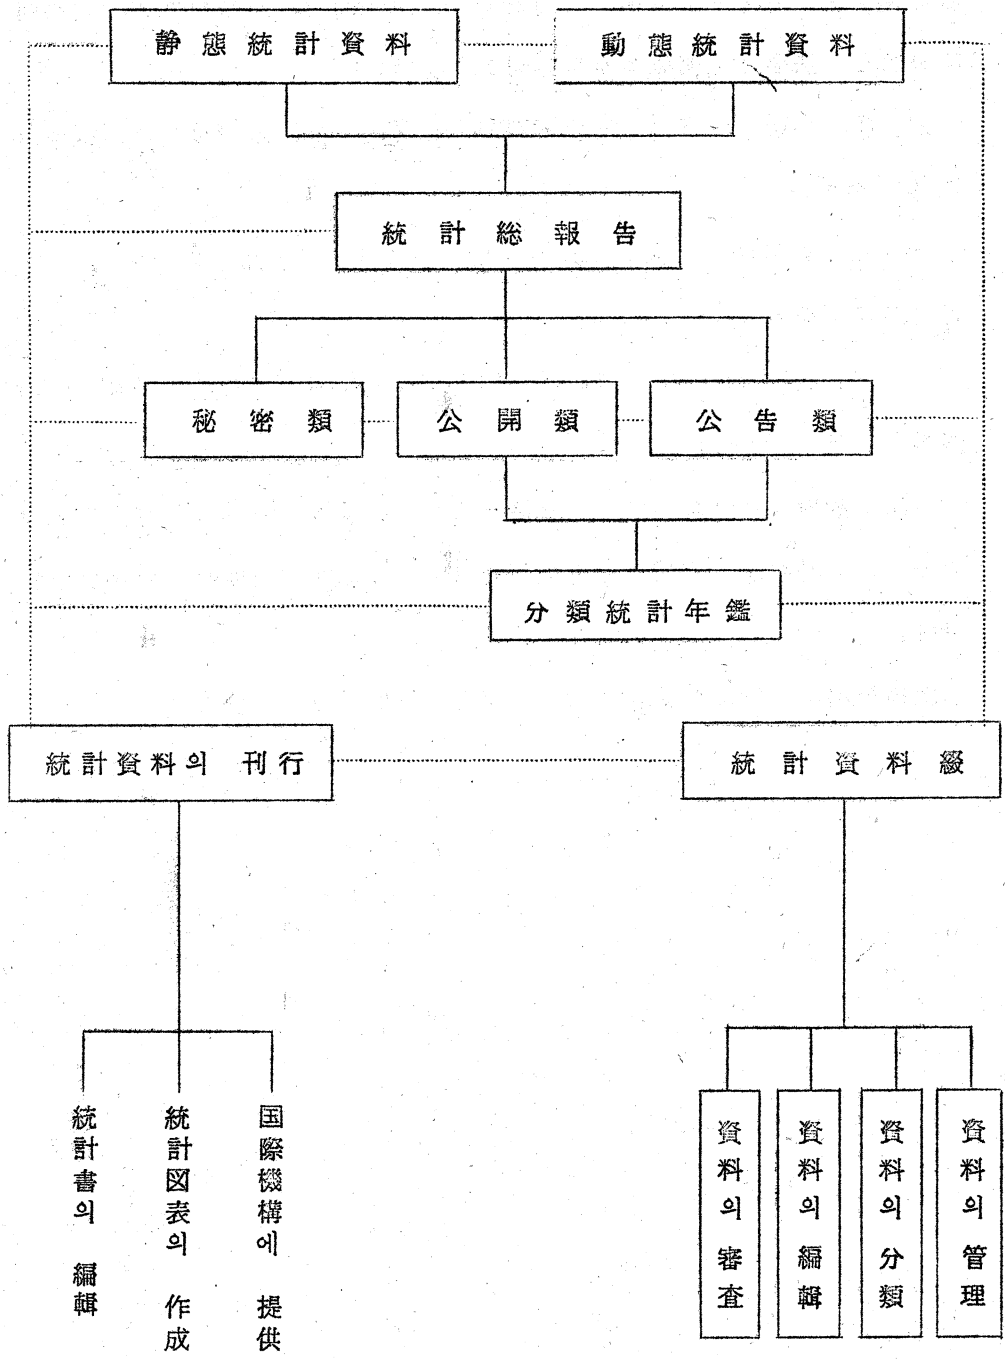 静態統計資料
動態統計資料
統計総報告
秘密類
公開類
公告類
分類統計年鑑
統計資料의 刊行
統計資料綴
統計書의 編輯
統計図表의 作成
国際機構에 提供
資料의 審査
資料의 編輯
資料의 分類
資料의 管理